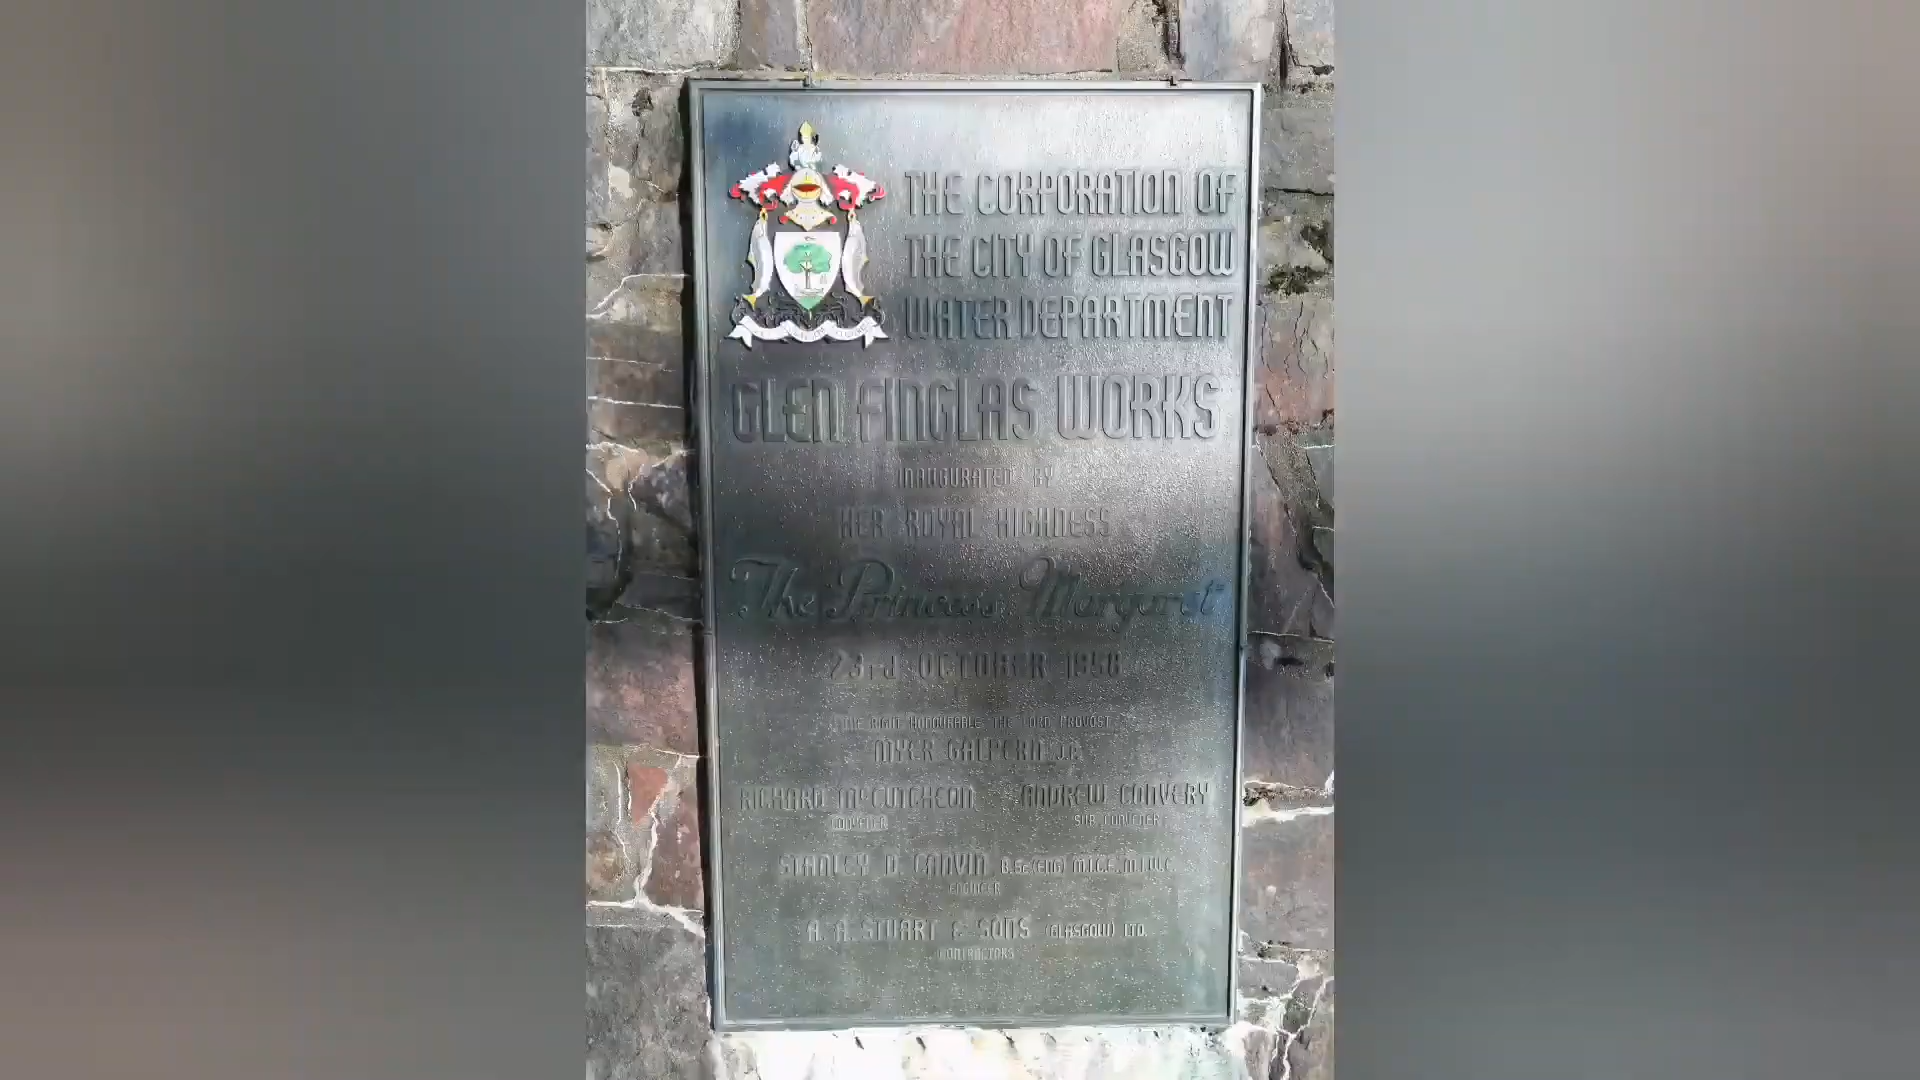 THE CORPORATION OF
THE CITY OF GLASGOW
WATER DEPARTMENT
GLEN FINGLAS WORKS
INAUGURATED BY
HER ROYAL HIGHNESS
The Princess Margaret
23rd OCTOBER 1958
THE RIGHT HONOURABLE THE LORD PROVOST
MYER GALPERN J.P.
RICHARD McCUTCHEON ANDREW CONVERY
CONVENER SUB CONVENER
STANLEY D. CANVIN B.Sc(ENG) M.I.C.E. M.I.W.E.
ENGINEER
A. A. STUART & SONS (GLASGOW) LTD.
CONTRACTORS